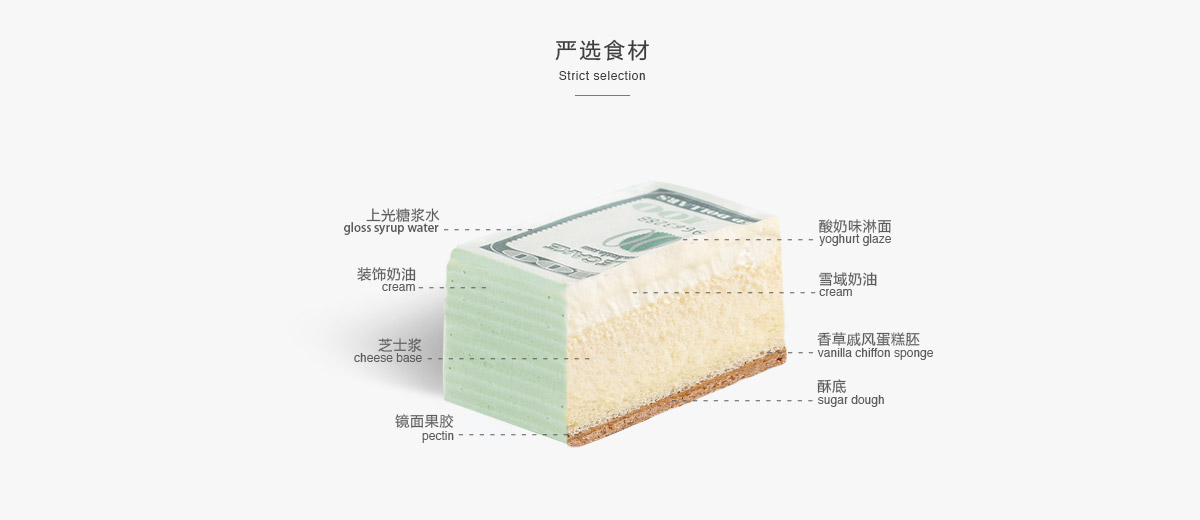 严选食材
Strict selection
上光糖浆水
gloss syrup water
装饰奶油
cream
芝士浆
cheese base
镜面果胶
pectin
酸奶味淋面
yoghurt glaze
雪域奶油
cream
香草戚风蛋糕胚
vanilla chiffon sponge
酥底
sugar dough